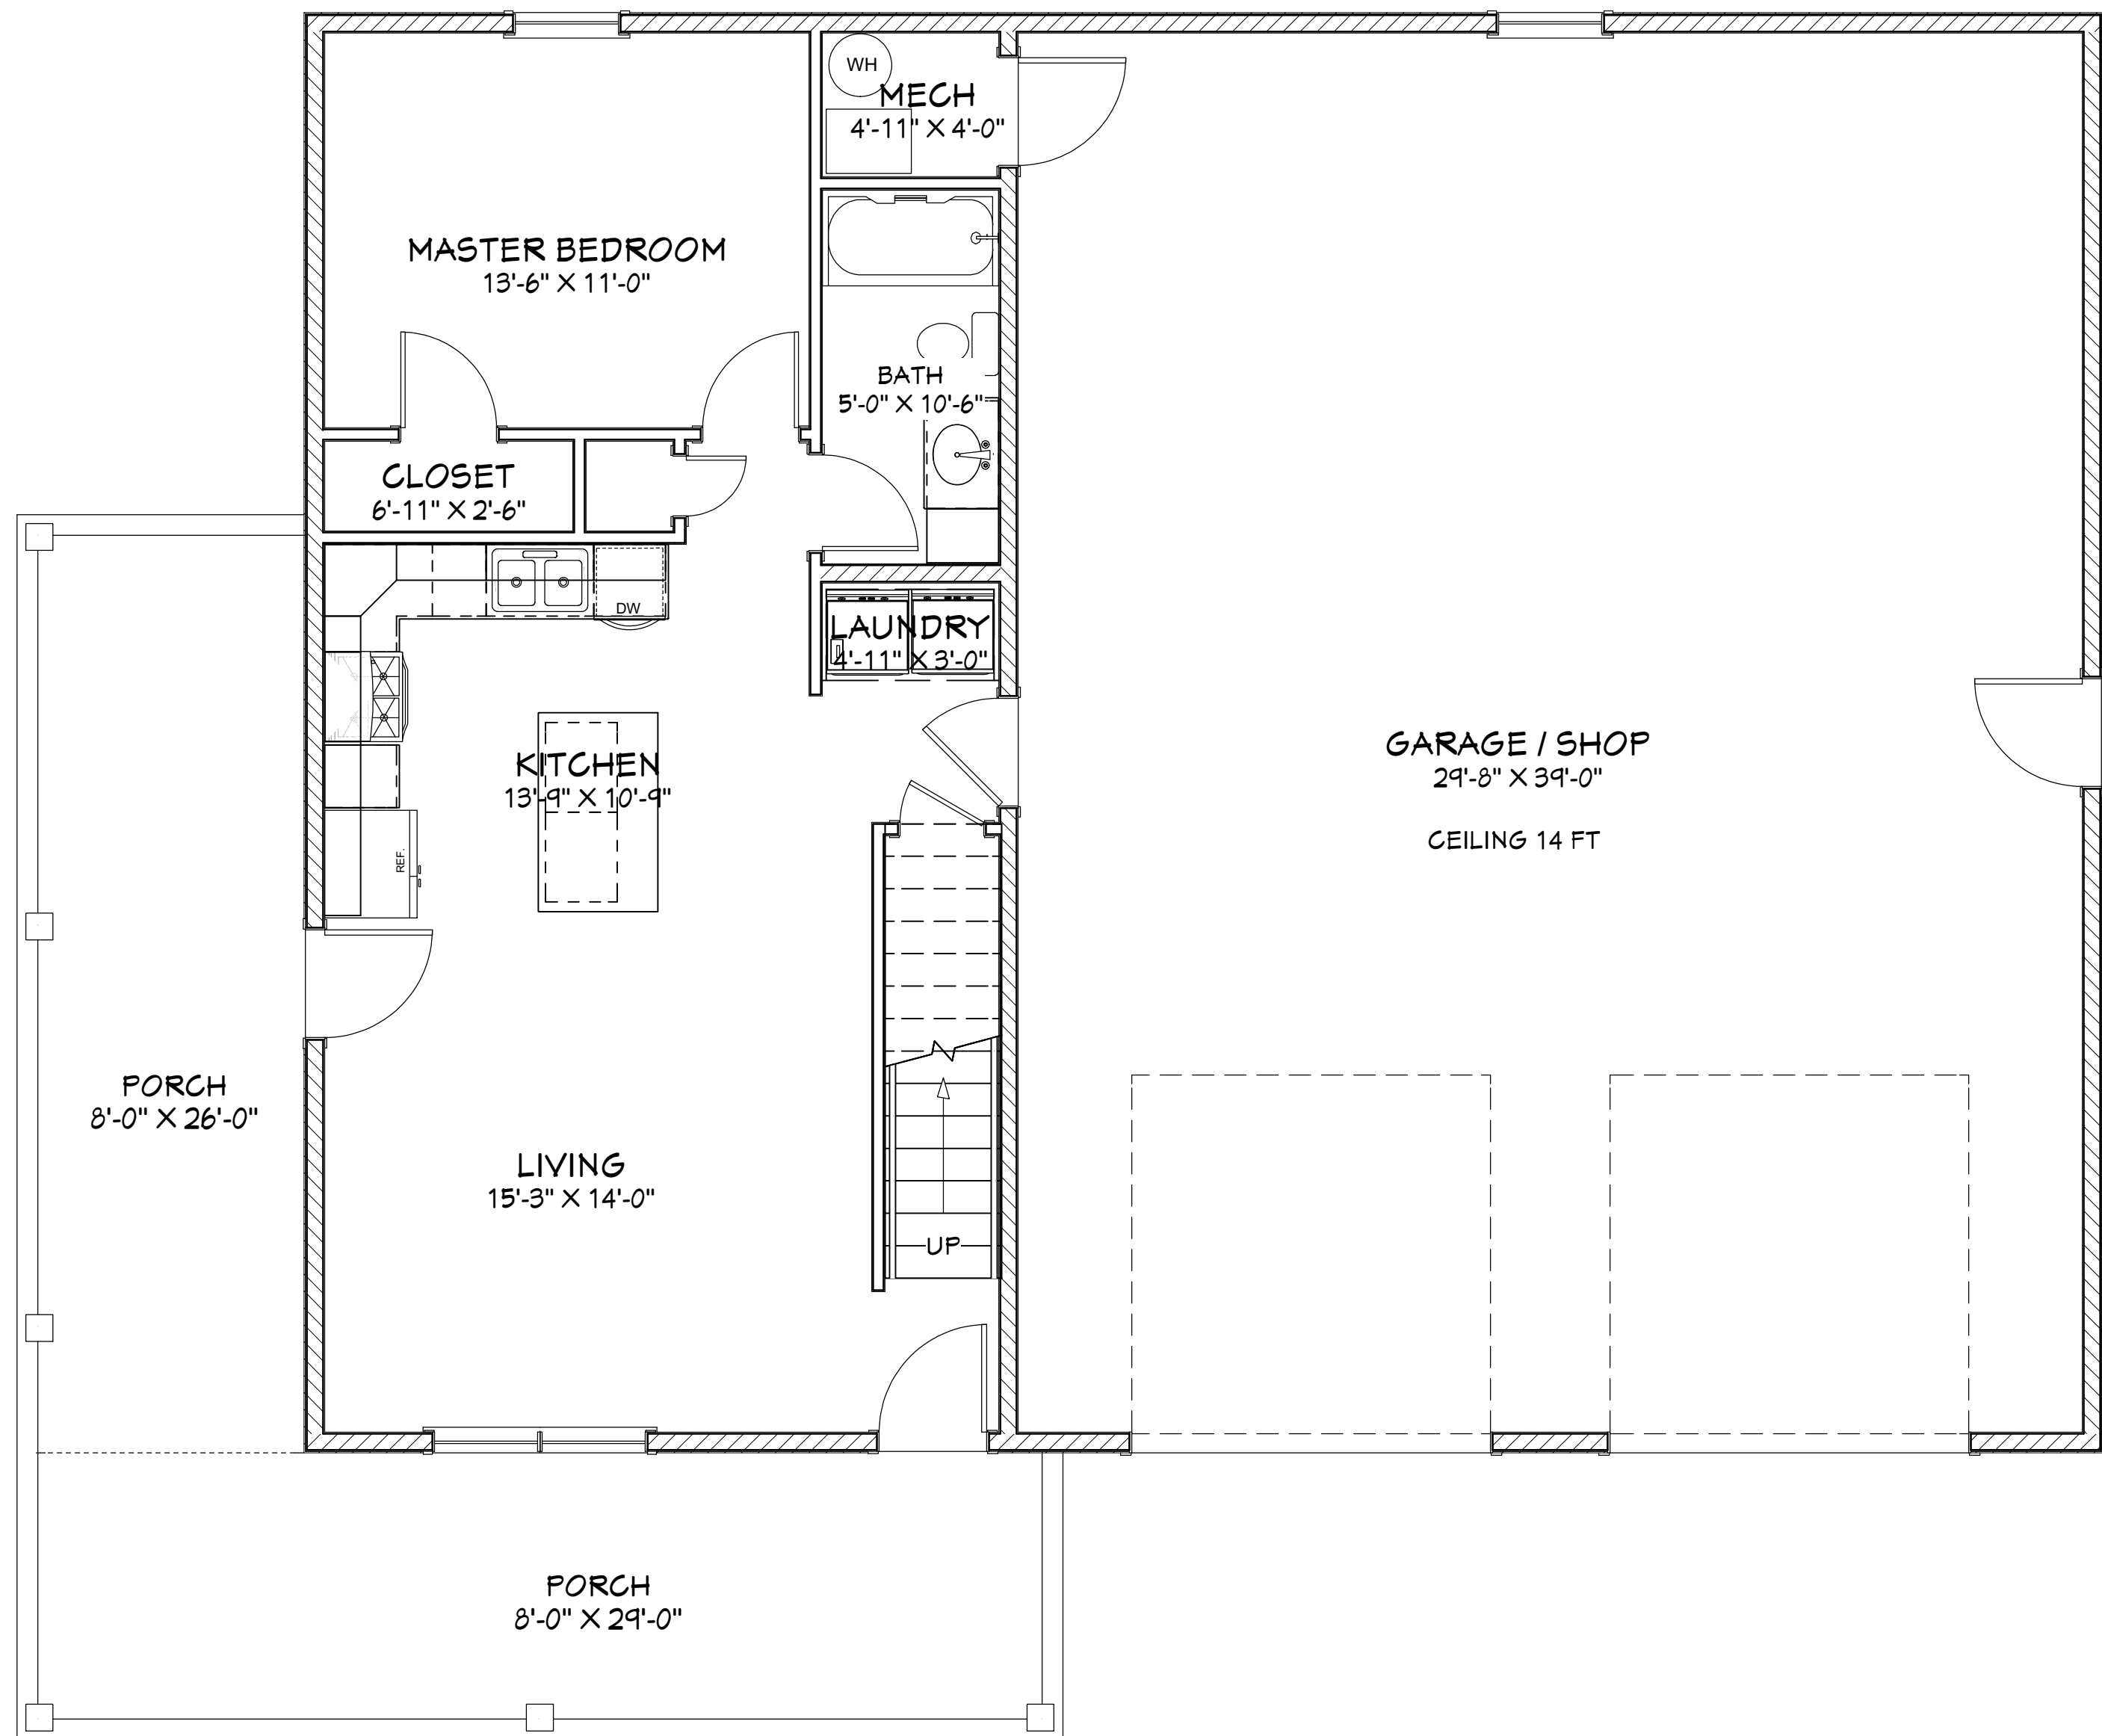 WH
MECH
4'-11" X 4'-0"
MASTER BEDROOM
13'-6" X 11'-0"
BATH
5'-0" X 10'-6"
CLOSET
6'-11" X 2'-6"
DW
LAUNDRY
4'-11" X 3'-0"
KITCHEN
13'-9" X 10'-9"
REF.
GARAGE / SHOP
29'-8" X 39'-0"
CEILING 14 FT
PORCH
8'-0" X 26'-0"
LIVING
15'-3" X 14'-0"
UP
PORCH
8'-0" X 29'-0"